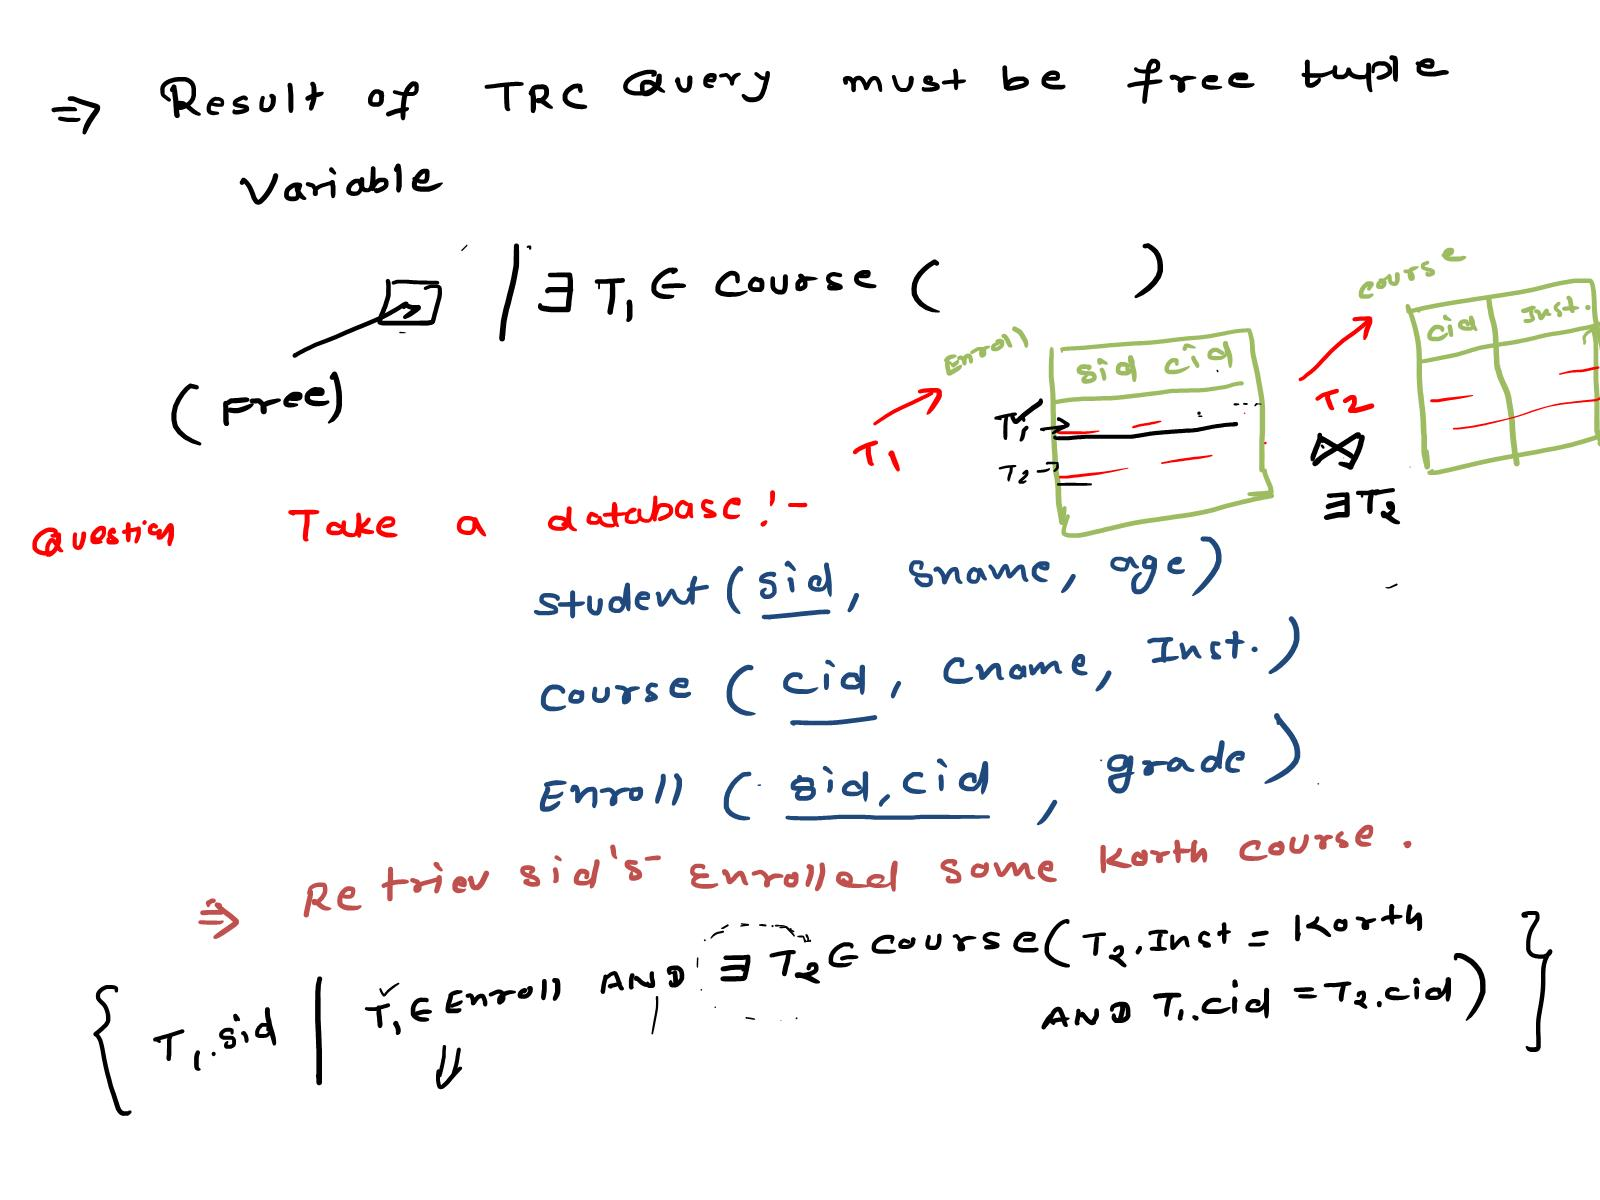 ⇒ Result of TRC Query must be free tuple
Variable
| ∃ T₁ ∈ Course ( )
(Free)
Enroll
sid cid
T₁ →
T₂ →
T₁
Course
cid Inst.
T₂
⋈
∃T₂
Question Take a database:-
Student (sid, Sname, age)
Course (cid, Cname, Inst.)
Enroll (sid, cid, grade)
⇒ Retriev sid's Enrolled Some Korth Course.
{ T₁.sid | T₁ ∈ Enroll AND ∃ T₂ ∈ Course (T₂.Inst = Korth
AND T₁.cid = T₂.cid) }